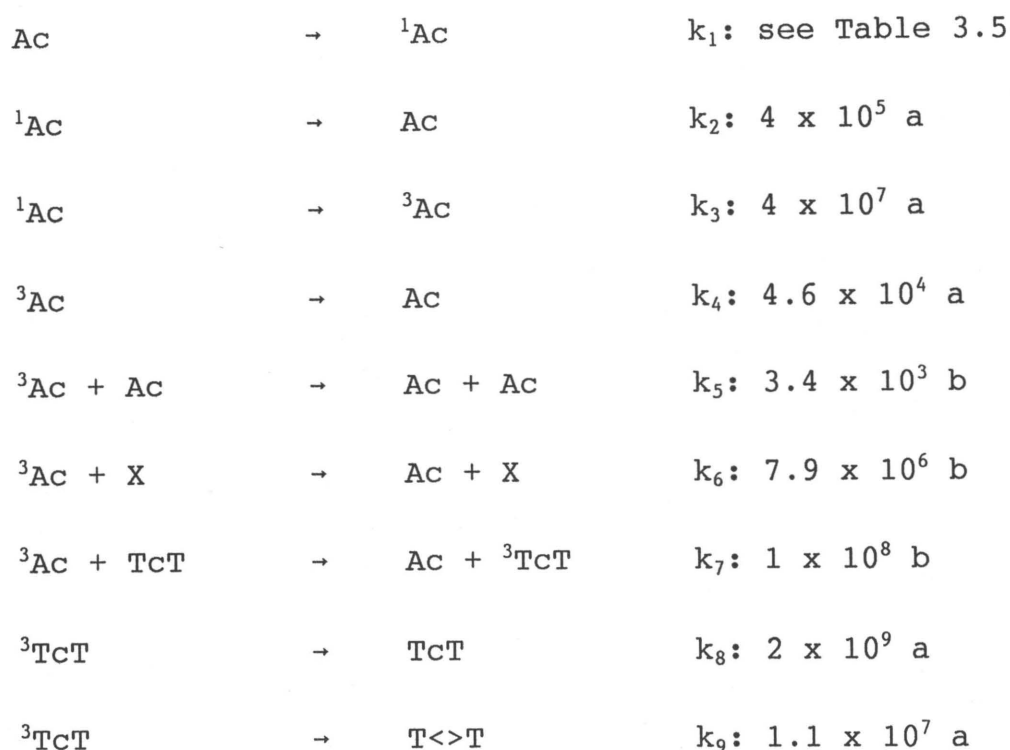 Ac → ¹Ac k₁: see Table 3.5
¹Ac → Ac k₂: 4 x 10⁵ a
¹Ac → ³Ac k₃: 4 x 10⁷ a
³Ac → Ac k₄: 4.6 x 10⁴ a
³Ac + Ac → Ac + Ac k₅: 3.4 x 10³ b
³Ac + X → Ac + X k₆: 7.9 x 10⁶ b
³Ac + TcT → Ac + ³TcT k₇: 1 x 10⁸ b
³TcT → TcT k₈: 2 x 10⁹ a
³TcT → T<>T k₉: 1.1 x 10⁷ a